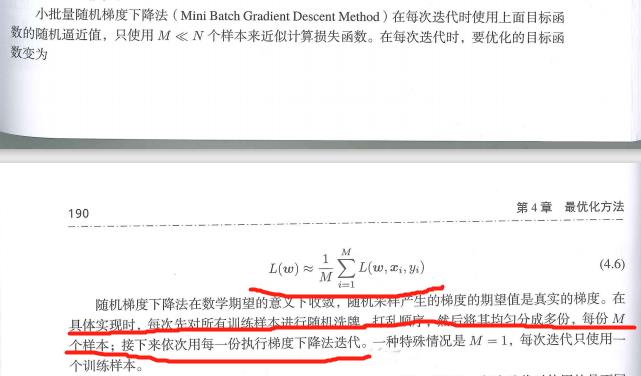 小批量随机梯度下降法（Mini Batch Gradient Descent Method）在每次迭代时使用上面目标函
数的随机逼近值，只使用 M ≪ N 个样本来近似计算损失函数。在每次迭代时，要优化的目标函
数变为
190 第 4 章 最优化方法
L(w) ≈ \frac{1}{M} \sum_{i=1}^{M} L(w, x_i, y_i) (4.6)
随机梯度下降法在数学期望的意义下收敛，随机采样产生的梯度的期望值是真实的梯度。在
具体实现时，每次先对所有训练样本进行随机洗牌，打乱顺序；然后将其均匀分成多份，每份 M
个样本；接下来依次用每一份执行梯度下降法迭代。一种特殊情况是 M = 1，每次迭代只使用一
个训练样本。